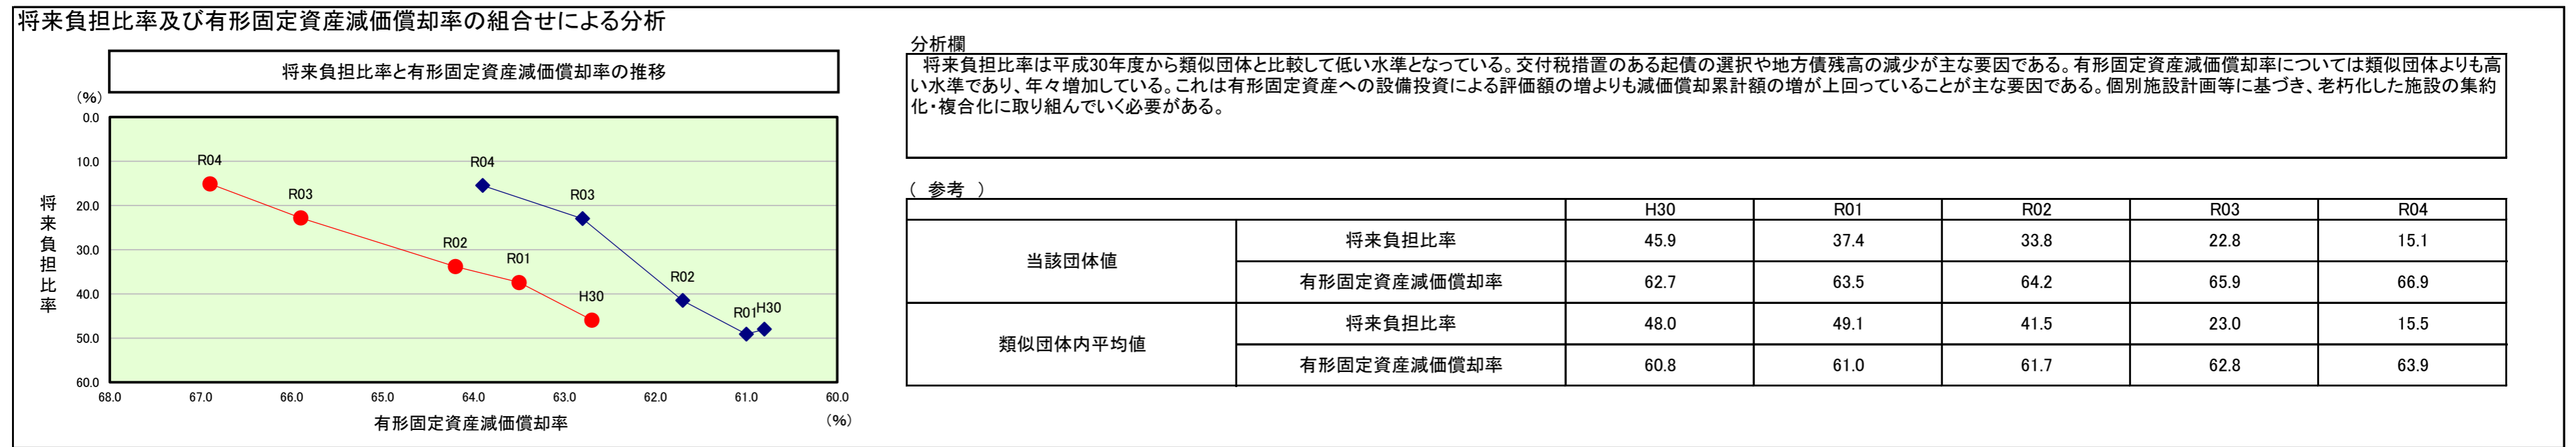 将来負担比率及び有形固定資産減価償却率の組合せによる分析
将来負担比率と有形固定資産減価償却率の推移
(%)
0.0
10.0
20.0
30.0
40.0
50.0
60.0
将来負担比率
R04
R03
R02
R01
H30
R04
R03
R02
R01
H30
68.0 67.0 66.0 65.0 64.0 63.0 62.0 61.0 60.0
有形固定資産減価償却率
(%)
分析欄
将来負担比率は平成30年度から類似団体と比較して低い水準となっている。交付税措置のある起債の選択や地方債残高の減少が主な要因である。有形固定資産減価償却率については類似団体よりも高
い水準であり、年々増加している。これは有形固定資産への設備投資による評価額の増よりも減価償却累計額の増が上回っていることが主な要因である。個別施設計画等に基づき、老朽化した施設の集約
化・複合化に取り組んでいく必要がある。
( 参考 )
H30 R01 R02 R03 R04
当該団体値
将来負担比率 45.9 37.4 33.8 22.8 15.1
有形固定資産減価償却率 62.7 63.5 64.2 65.9 66.9
類似団体内平均値
将来負担比率 48.0 49.1 41.5 23.0 15.5
有形固定資産減価償却率 60.8 61.0 61.7 62.8 63.9